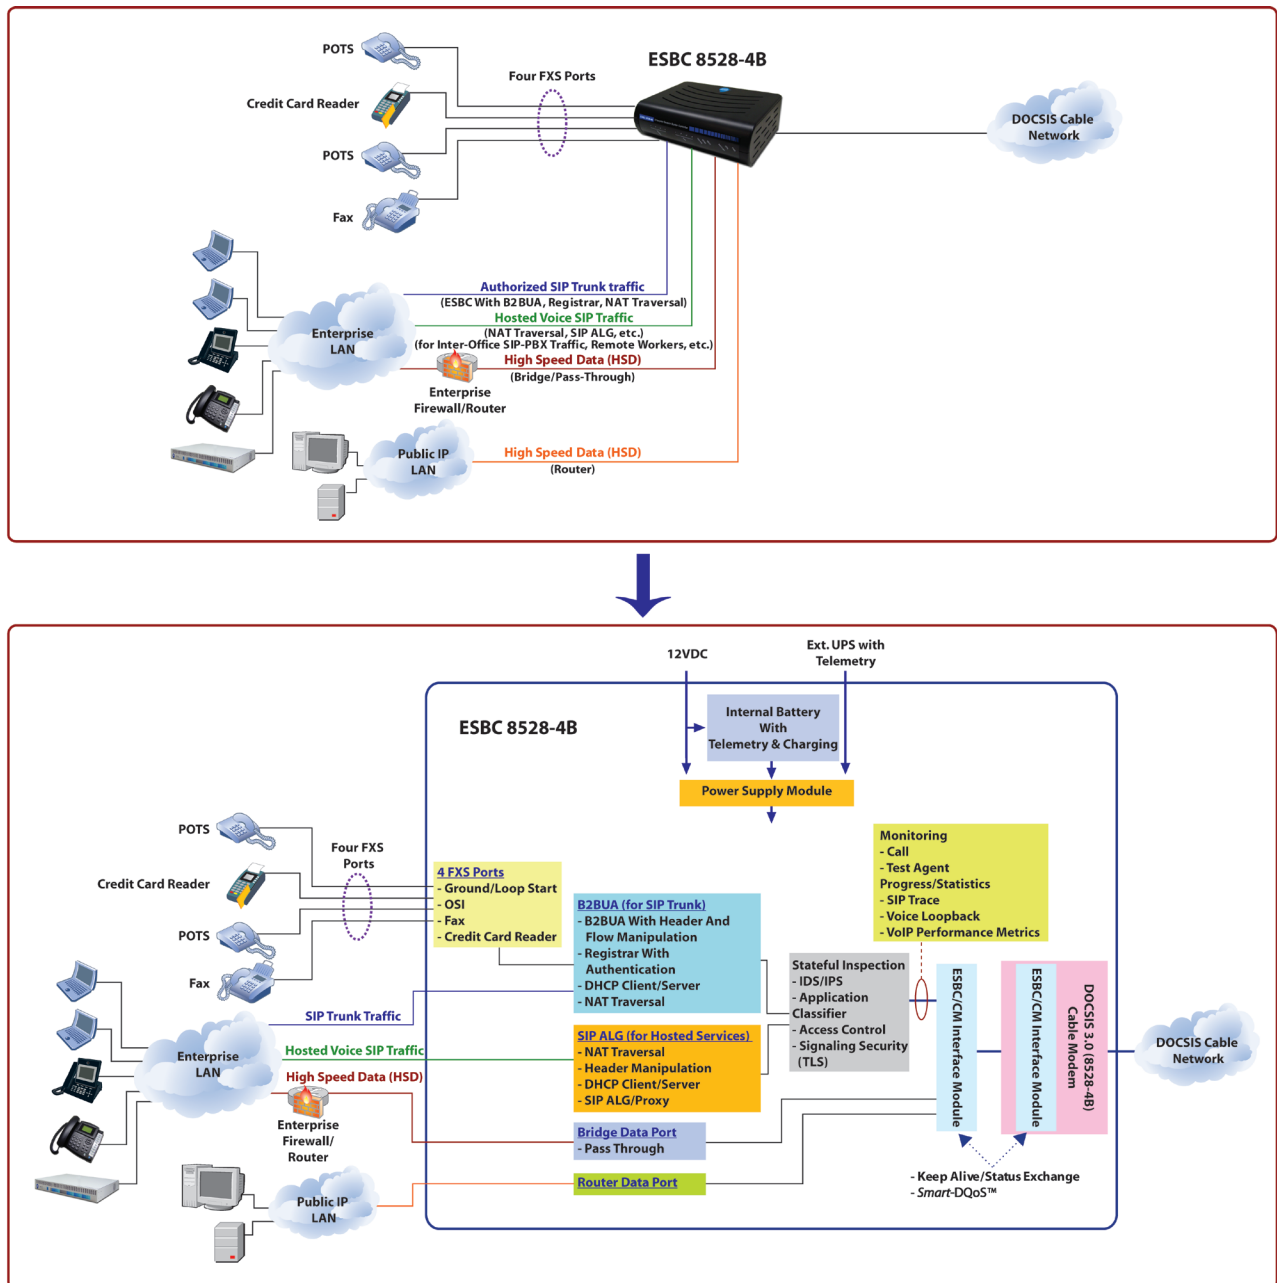 ESBC 8528-4B
POTS
Four FXS Ports
Credit Card Reader
DOCSIS Cable
Network
POTS
Fax
Authorized SIP Trunk traffic
(ESBC With B2BUA, Registrar, NAT Traversal)
Hosted Voice SIP Traffic
(NAT Traversal, SIP ALG, etc.)
(for Inter-Office SIP-PBX Traffic, Remote Workers, etc.)
Enterprise
LAN
High Speed Data (HSD)
(Bridge/Pass-Through)
Enterprise
Firewall/Router
Public IP
LAN
High Speed Data (HSD)
(Router)
12VDC
Ext. UPS with
Telemetry
ESBC 8528-4B
Internal Battery
With
Telemetry & Charging
Power Supply Module
POTS
Four FXS
Ports
Credit Card Reader
POTS
Fax
4 FXS Ports
- Ground/Loop Start
- OSI
- Fax
- Credit Card Reader
B2BUA (for SIP Trunk)
- B2BUA With Header And
Flow Manipulation
- Registrar With
Authentication
- DHCP Client/Server
- NAT Traversal
Monitoring
- Call
- Test Agent
Progress/Statistics
- SIP Trace
- Voice Loopback
- VoIP Performance Metrics
Stateful Inspection
- IDS/IPS
- Application
Classifier
- Access Control
- Signaling Security
(TLS)
ESBC/CM Interface Module
ESBC/CM Interface Module
DOCSIS 3.0 (8528-4B)
Cable Modem
DOCSIS Cable
Network
SIP Trunk Traffic
Enterprise
LAN
Hosted Voice SIP Traffic
High Speed Data (HSD)
Enterprise
Firewall/
Router
SIP ALG (for Hosted Services)
- NAT Traversal
- Header Manipulation
- DHCP Client/Server
- SIP ALG/Proxy
Bridge Data Port
- Pass Through
Router Data Port
- Keep Alive/Status Exchange
- Smart-DQoS™
Public IP
LAN